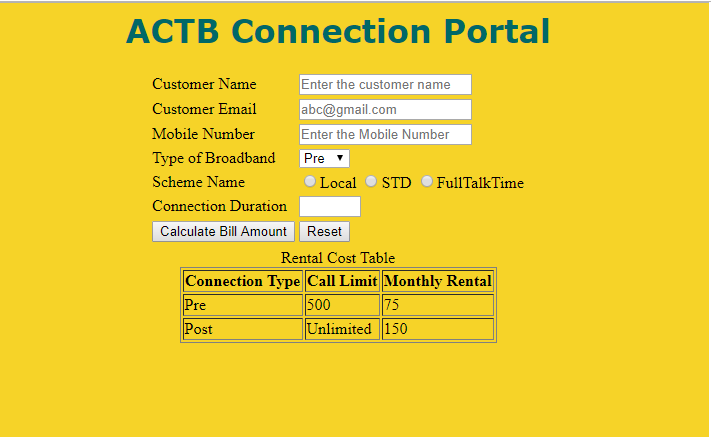 ACTB Connection Portal
Customer Name Enter the customer name
Customer Email abc@gmail.com
Mobile Number Enter the Mobile Number
Type of Broadband Pre
Scheme Name Local STD FullTalkTime
Connection Duration
Calculate Bill Amount Reset
Rental Cost Table
Connection Type Call Limit Monthly Rental
Pre 500 75
Post Unlimited 150